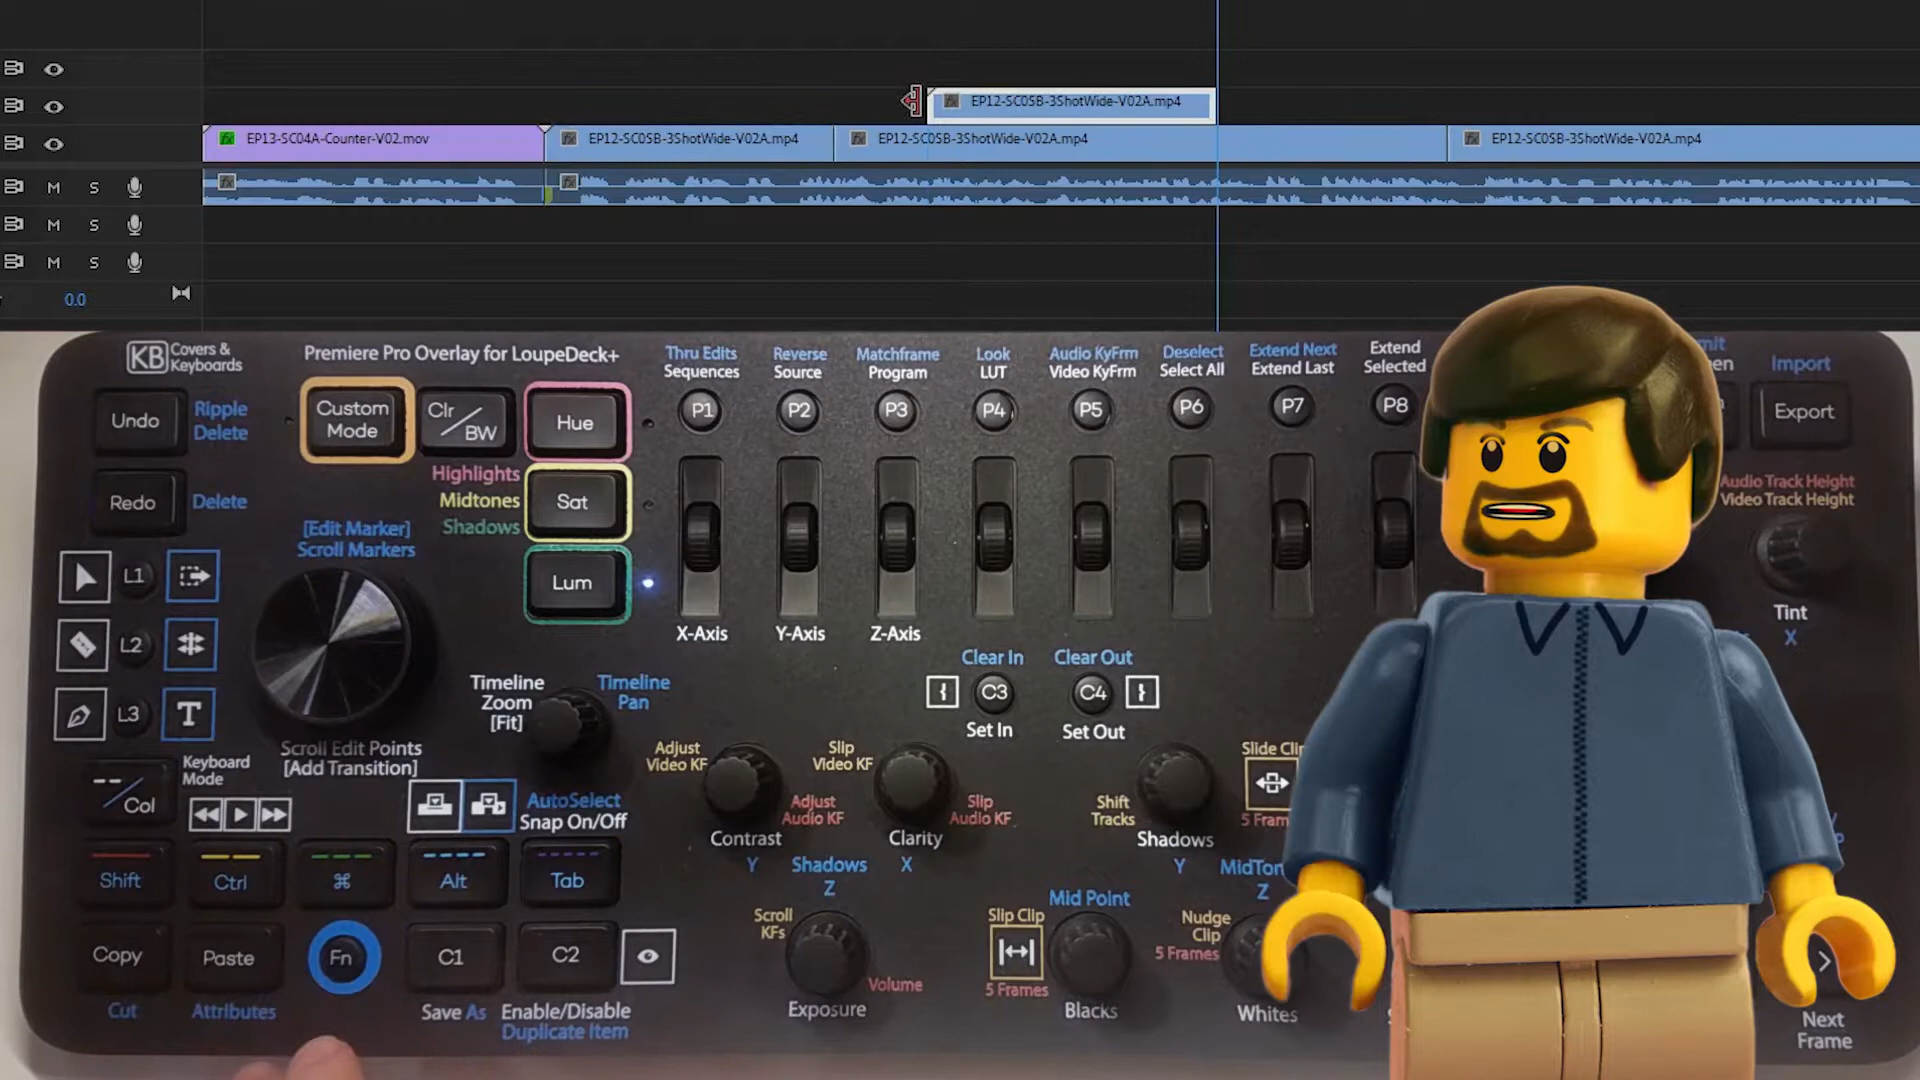 EP12-SC05B-3ShotWide-V02A.mp4
fx EP13-SC04A-Counter-V02.mov
fx EP12-SC05B-3ShotWide-V02A.mp4
fx EP12-SC05B-3ShotWide-V02A.mp4
fx EP12-SC05B-3ShotWide-V02A.mp4
M S
M S
M S
0.0
KB Covers & Keyboards
Premiere Pro Overlay for LoupeDeck+
Thru Edits
Sequences
Reverse
Source
Matchframe
Program
Look
LUT
Audio KyFrm
Video KyFrm
Deselect
Select All
Extend Next
Extend Last
Extend
Selected
Import
Undo
Ripple
Delete
Custom
Mode
Clr/BW
Hue
P1
P2
P3
P4
P5
P6
P7
P8
Export
Highlights
Midtones
Shadows
Redo
Delete
Sat
Audio Track Height
Video Track Height
[Edit Marker]
Scroll Markers
L1
Lum
Tint
X
X-Axis
Y-Axis
Z-Axis
L2
Clear In
Clear Out
Timeline
Zoom
[Fit]
Timeline
Pan
{ C3
C4 }
Set In
Set Out
L3
T
Scroll Edit Points
[Add Transition]
Keyboard
Mode
Col
Adjust
Video KF
Slip
Video KF
Slide Clip
AutoSelect
Snap On/Off
Adjust
Audio KF
Slip
Audio KF
Shift
Tracks
Contrast
Y
Clarity
X
Shadows
Y
Shadows
Z
Z
Shift
Ctrl
⌘
Alt
Tab
Mid Point
Scroll
KFs
Slip Clip
Nudge
Clip
5 Frames
Copy
Paste
Fn
C1
C2
Volume
5 Frames
Cut
Attributes
Save As
Enable/Disable
Duplicate Item
Exposure
Blacks
Whites
Next
Frame